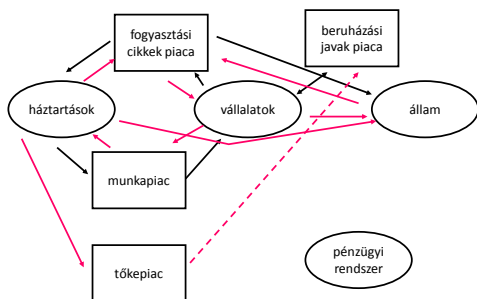 fogyasztási
cikkek piaca
beruházási
javak piaca
háztartások
vállalatok
állam
munkapiac
tőkepiac
pénzügyi
rendszer